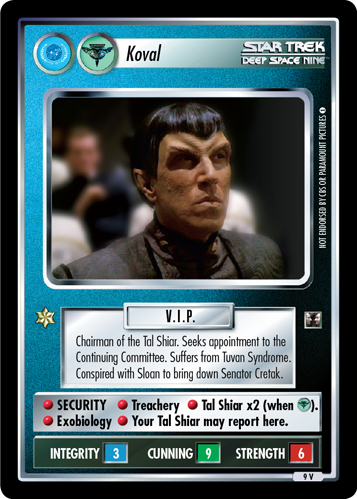 Koval
STAR TREK
DEEP SPACE NINE™
NOT ENDORSED BY CBS OR PARAMOUNT PICTURES
V.I.P.
Chairman of the Tal Shiar. Seeks appointment to the
Continuing Committee. Suffers from Tuvan Syndrome.
Conspired with Sloan to bring down Senator Cretak.
SECURITY Treachery Tal Shiar x2 (when ).
Exobiology Your Tal Shiar may report here.
INTEGRITY 3 CUNNING 9 STRENGTH 6
9 V